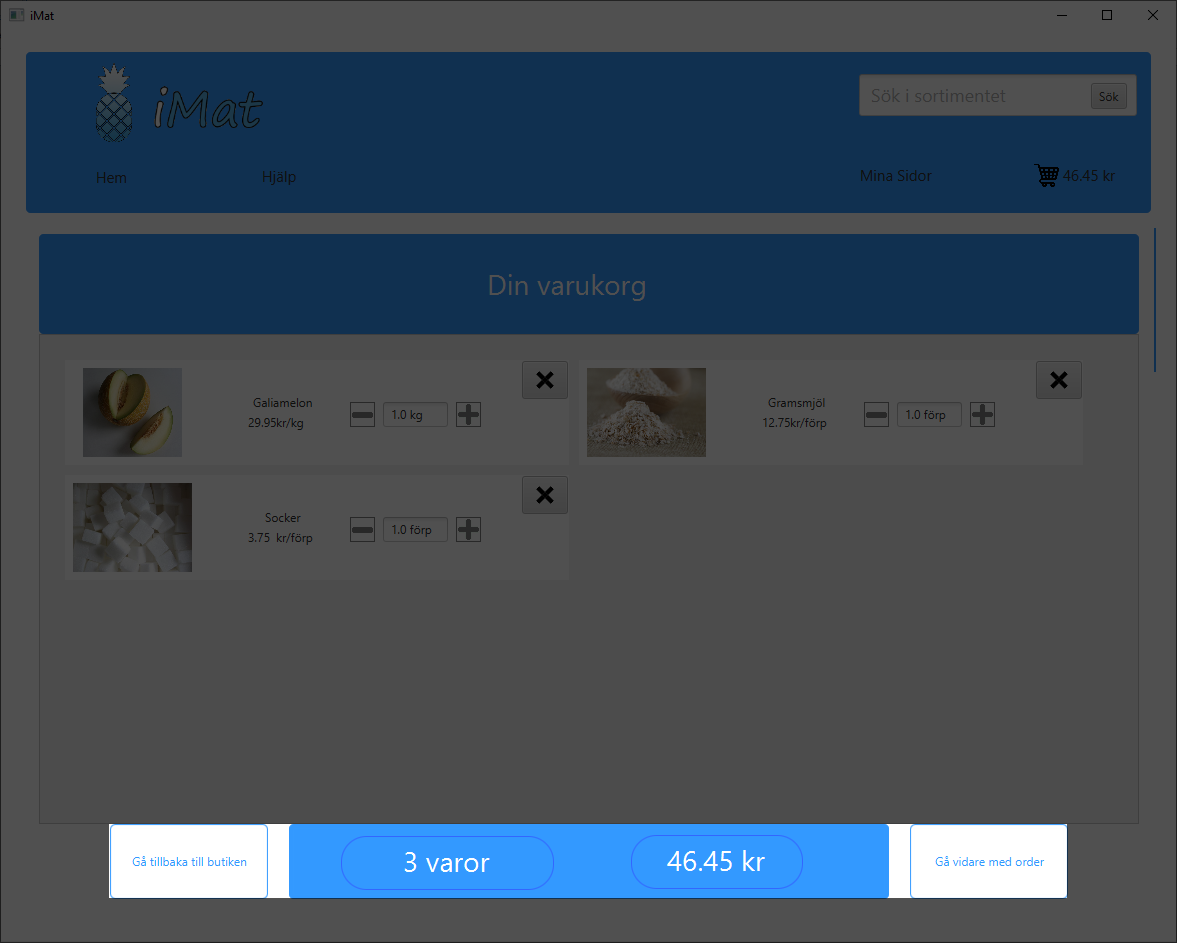 iMat
iMat
Sök i sortimentet
Sök
Hem
Hjälp
Mina Sidor
46.45 kr
Din varukorg
Galiamelon
29.95kr/kg
1.0 kg
Gramsmjöl
12.75kr/förp
1.0 förp
Socker
3.75 kr/förp
1.0 förp
Gå tillbaka till butiken
3 varor
46.45 kr
Gå vidare med order